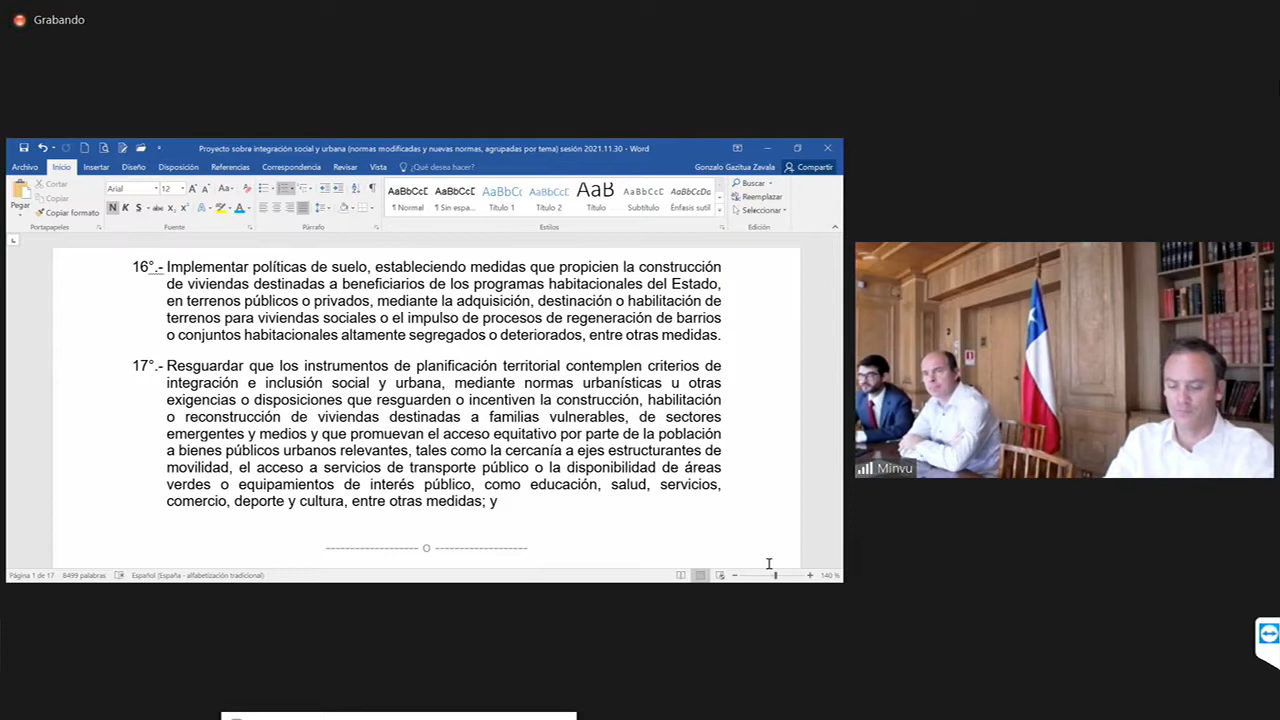 Grabando
Proyecto sobre integración social y urbana (normas modificadas y nuevas normas, agrupadas por tema) sesión 2021.11.30 - Word
Archivo Inicio Insertar Diseño Disposición Referencias Correspondencia Revisar Vista ¿Qué desea hacer? Gonzalo Gazitua Zavala Compartir
Pegar
Cortar
Copiar
Copiar formato
Portapapeles
Arial 12
N K S abc x₂ x²
Fuente
Párrafo
AaBbCcD AaBbCcD AaBbCc AaBbCcD AaB AaBbCcD AaBbCcDa
¶ Normal ¶ Sin espa... Título 1 Título 2 Título Subtítulo Énfasis sutil
Estilos
Buscar
Reemplazar
Seleccionar
Edición
16°.- Implementar políticas de suelo, estableciendo medidas que propicien la construcción
de viviendas destinadas a beneficiarios de los programas habitacionales del Estado,
en terrenos públicos o privados, mediante la adquisición, destinación o habilitación de
terrenos para viviendas sociales o el impulso de procesos de regeneración de barrios
o conjuntos habitacionales altamente segregados o deteriorados, entre otras medidas.
17°.- Resguardar que los instrumentos de planificación territorial contemplen criterios de
integración e inclusión social y urbana, mediante normas urbanísticas u otras
exigencias o disposiciones que resguarden o incentiven la construcción, habilitación
o reconstrucción de viviendas destinadas a familias vulnerables, de sectores
emergentes y medios y que promuevan el acceso equitativo por parte de la población
a bienes públicos urbanos relevantes, tales como la cercanía a ejes estructurantes de
movilidad, el acceso a servicios de transporte público o la disponibilidad de áreas
verdes o equipamientos de interés público, como educación, salud, servicios,
comercio, deporte y cultura, entre otras medidas; y
------------------- O -------------------
Página 1 de 17 8499 palabras Español (España - alfabetización tradicional) 140 %
Minvu